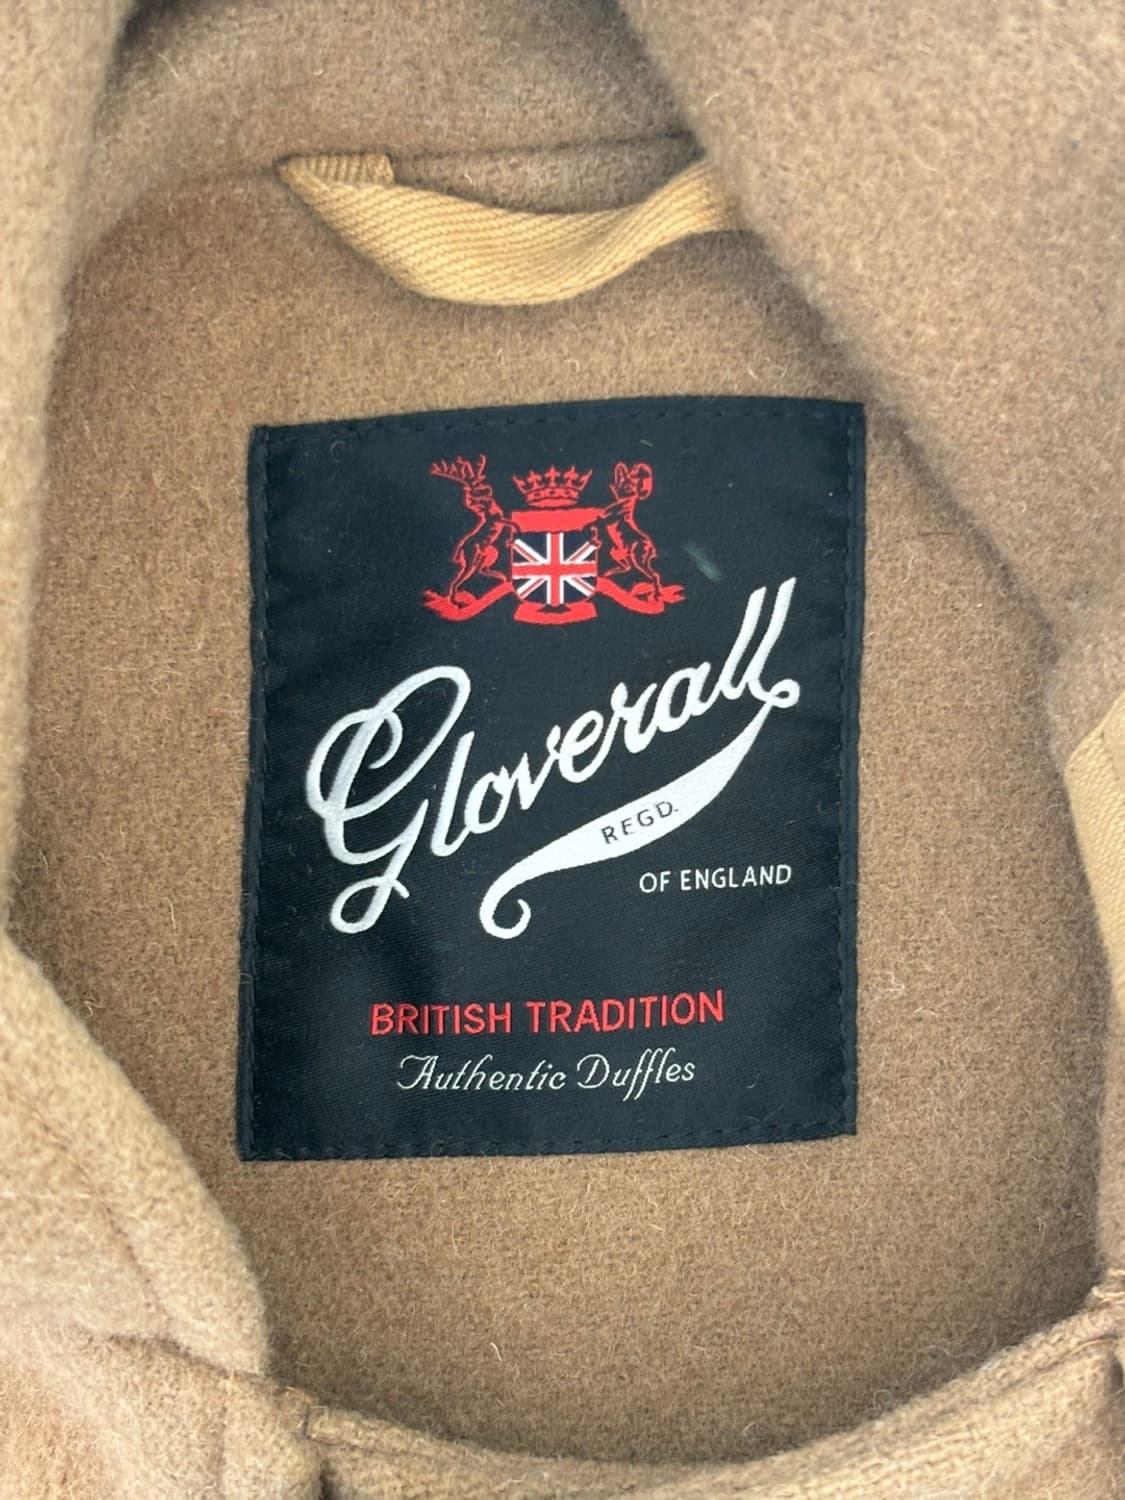 Gloverall
REGD.
OF ENGLAND
BRITISH TRADITION
Authentic Duffles